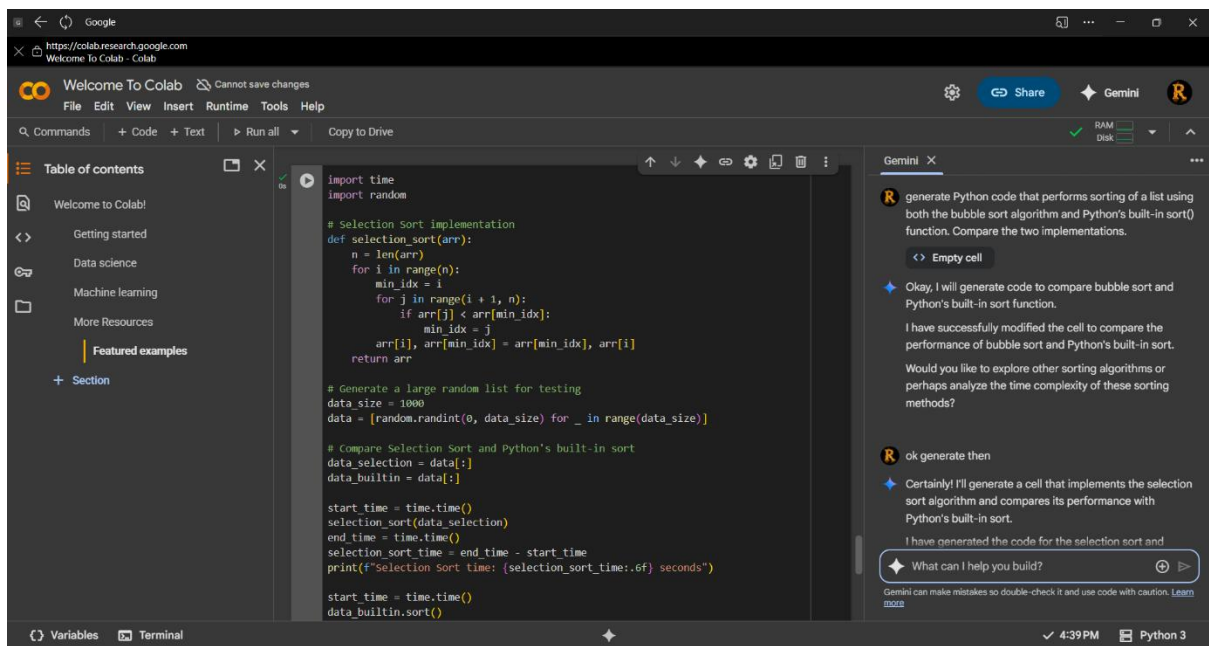 Google
https://colab.research.google.com
Welcome To Colab - Colab
Welcome To Colab
Cannot save changes
File Edit View Insert Runtime Tools Help
Share
Gemini
R
Commands
+ Code + Text
Run all
Copy to Drive
RAM
Disk
Table of contents
Welcome to Colab!
Getting started
Data science
Machine learning
More Resources
Featured examples
+ Section
0s
import time
import random
# Selection Sort implementation
def selection_sort(arr):
    n = len(arr)
    for i in range(n):
        min_idx = i
        for j in range(i + 1, n):
            if arr[j] < arr[min_idx]:
                min_idx = j
        arr[i], arr[min_idx] = arr[min_idx], arr[i]
    return arr
# Generate a large random list for testing
data_size = 1000
data = [random.randint(0, data_size) for _ in range(data_size)]
# Compare Selection Sort and Python's built-in sort
data_selection = data[:]
data_builtin = data[:]
start_time = time.time()
selection_sort(data_selection)
end_time = time.time()
selection_sort_time = end_time - start_time
print(f"Selection Sort time: {selection_sort_time:.6f} seconds")
start_time = time.time()
data_builtin.sort()
Gemini
R
generate Python code that performs sorting of a list using
both the bubble sort algorithm and Python's built-in sort()
function. Compare the two implementations.
<> Empty cell
Okay, I will generate code to compare bubble sort and
Python's built-in sort function.
I have successfully modified the cell to compare the
performance of bubble sort and Python's built-in sort.
Would you like to explore other sorting algorithms or
perhaps analyze the time complexity of these sorting
methods?
R
ok generate then
Certainly! I'll generate a cell that implements the selection
sort algorithm and compares its performance with
Python's built-in sort.
I have generated the code for the selection sort and
What can I help you build?
Gemini can make mistakes so double-check it and use code with caution. Learn
more
{} Variables
Terminal
4:39 PM
Python 3